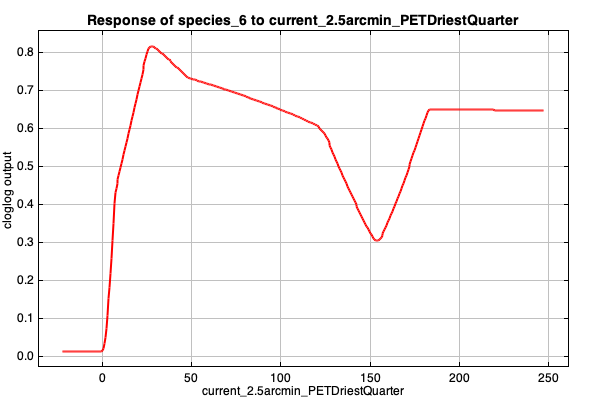 Response of species_6 to current_2.5arcmin_PETDriestQuarter
cloglog output
0.8
0.7
0.6
0.5
0.4
0.3
0.2
0.1
0.0
0 50 100 150 200 250
current_2.5arcmin_PETDriestQuarter